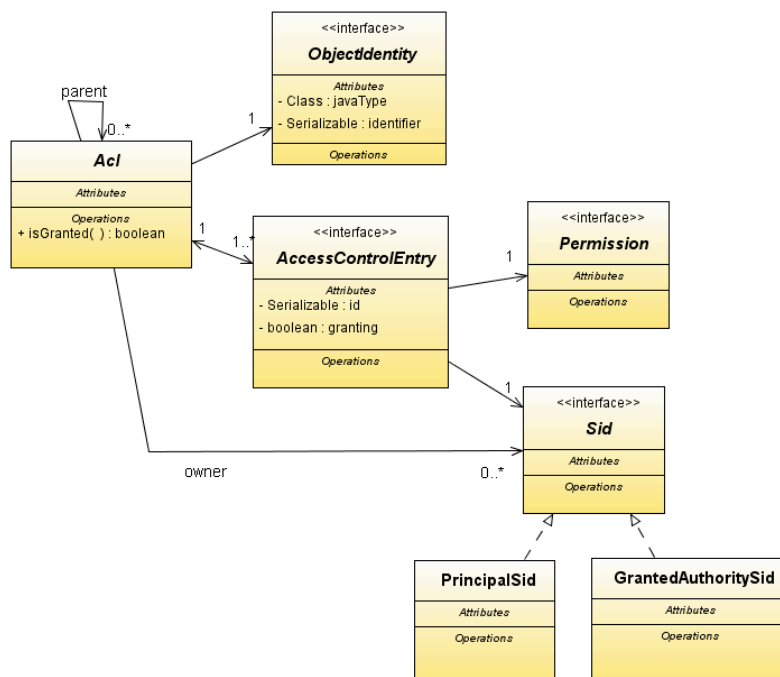 <<interface>>
ObjectIdentity
Attributes
- Class : javaType
- Serializable : identifier
Operations
parent
0..*
1
Acl
Attributes
Operations
+ isGranted( ) : boolean
1
1..*
<<interface>>
AccessControlEntry
Attributes
- Serializable : id
- boolean : granting
Operations
1
<<interface>>
Permission
Attributes
Operations
1
<<interface>>
Sid
Attributes
Operations
owner
0..*
PrincipalSid
Attributes
Operations
GrantedAuthoritySid
Attributes
Operations